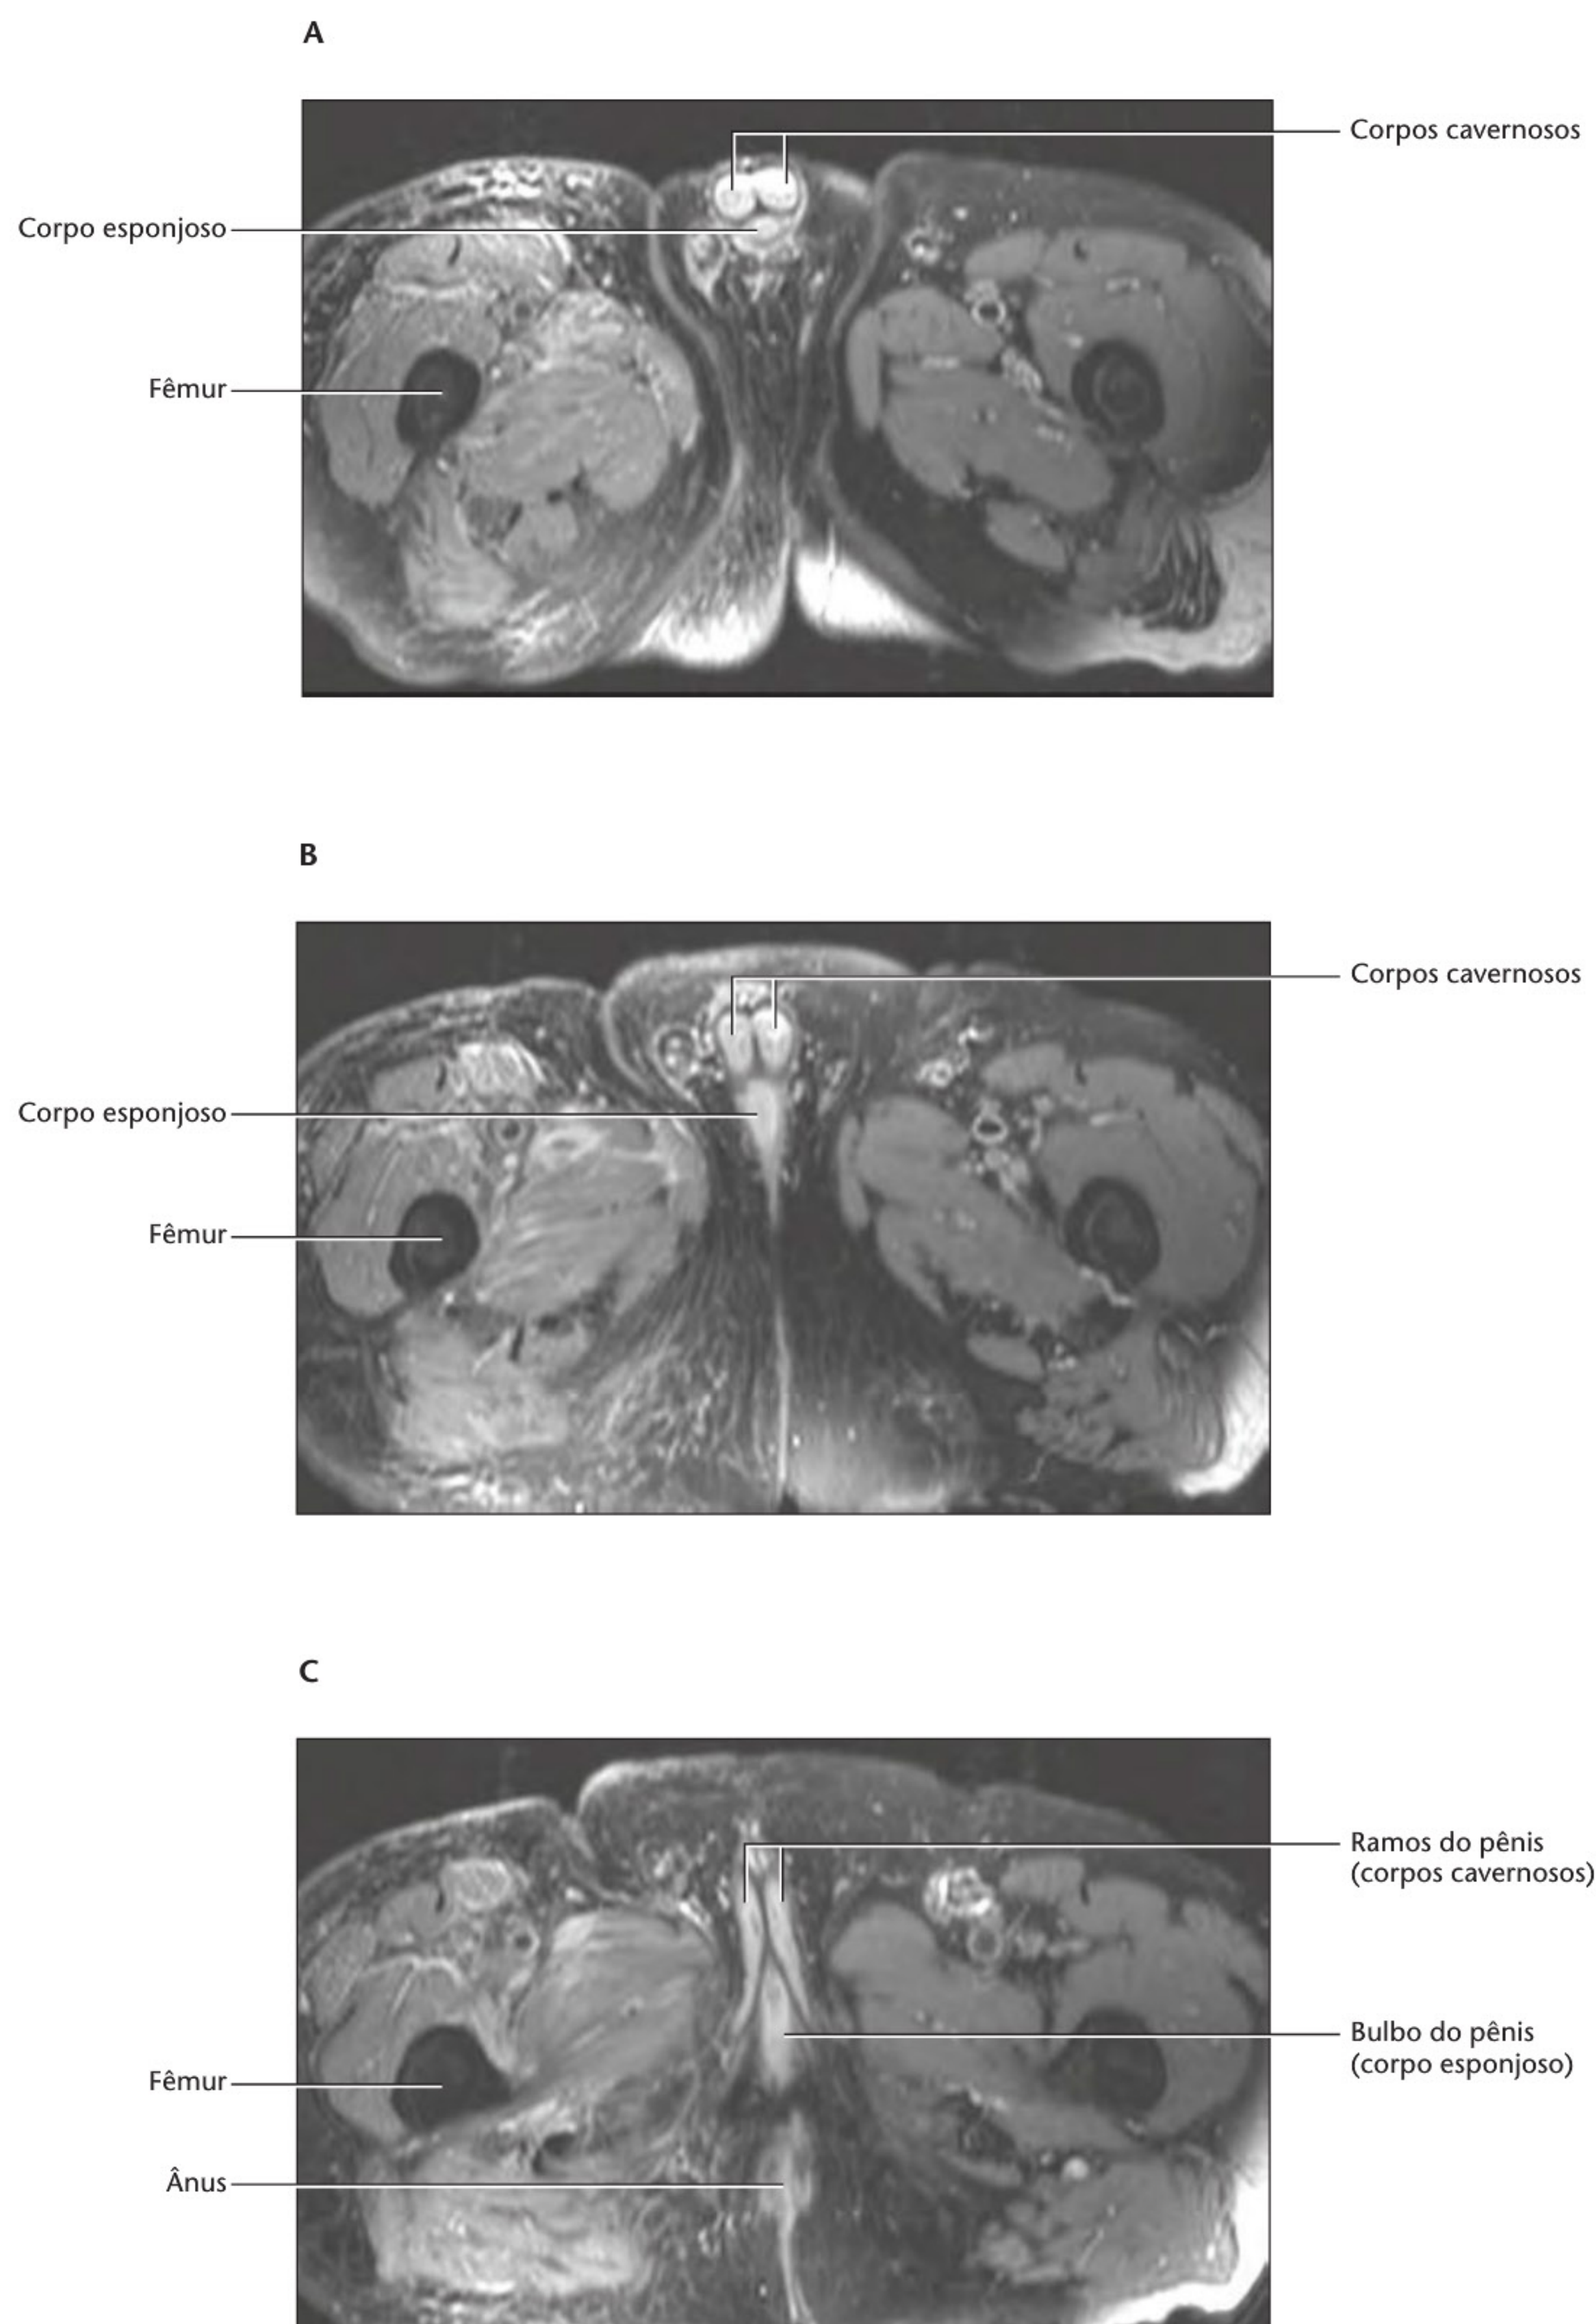 A
Corpos cavernosos
Corpo esponjoso
Fêmur
B
Corpos cavernosos
Corpo esponjoso
Fêmur
C
Ramos do pênis
(corpos cavernosos)
Bulbo do pênis
(corpo esponjoso)
Fêmur
Ânus